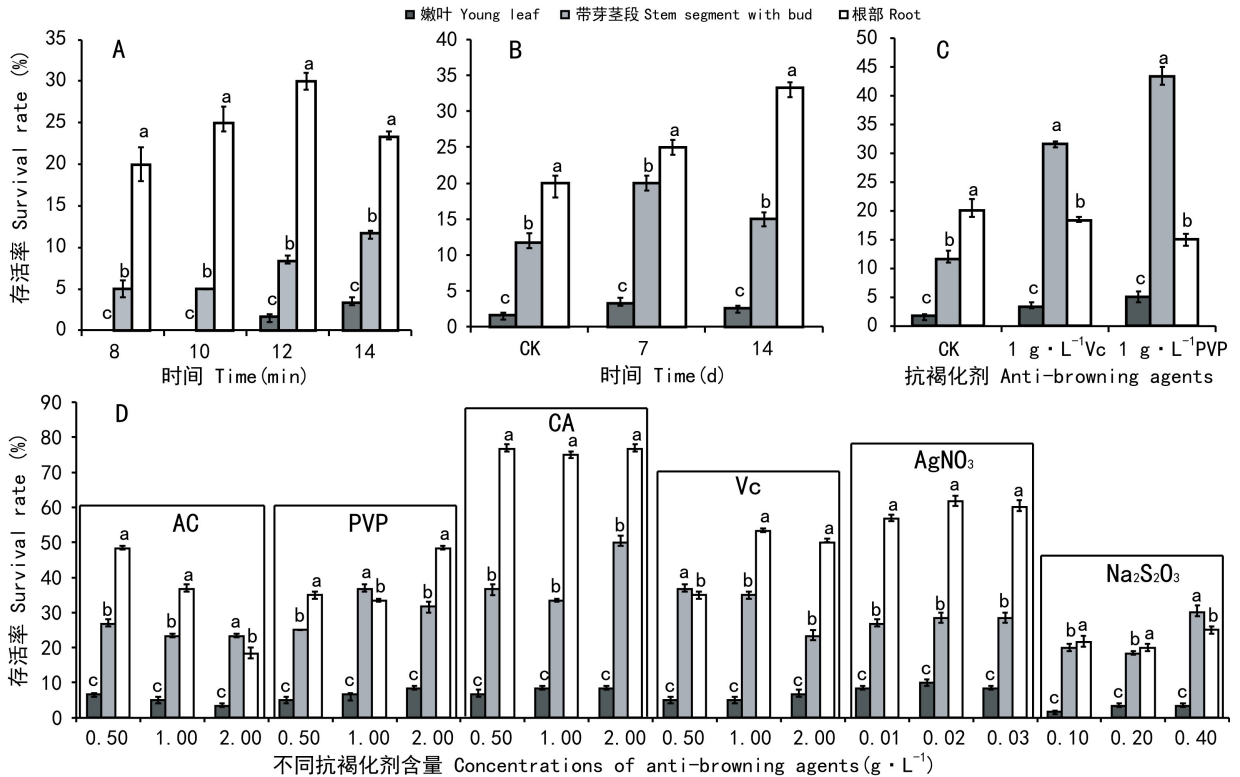 嫩叶 Young leaf 带芽茎段 Stem segment with bud 根部 Root
A
存活率 Survival rate (%)
35
30
25
20
15
10
5
0
c b a
c b a
c b a
c b a
8 10 12 14
时间 Time(min)
B
40
35
30
25
20
15
10
5
0
c b a
c b a
c b a
CK 7 14
时间 Time(d)
C
50
45
40
35
30
25
20
15
10
5
0
c b a
c a b
c a b
CK 1 g·L⁻¹Vc 1 g·L⁻¹PVP
抗褐化剂 Anti-browning agents
D
存活率 Survival rate (%)
90
80
70
60
50
40
30
20
10
0
AC
c b a
c b a
c a b
PVP
c b a
c a b
c b a
CA
c b a
c b a
c b a
Vc
c a b
c b a
c b a
AgNO₃
c b a
c b a
c b a
Na₂S₂O₃
c b a
c b a
c a b
0.50 1.00 2.00 0.50 1.00 2.00 0.50 1.00 2.00 0.50 1.00 2.00 0.01 0.02 0.03 0.10 0.20 0.40
不同抗褐化剂含量 Concentrations of anti-browning agents(g·L⁻¹)